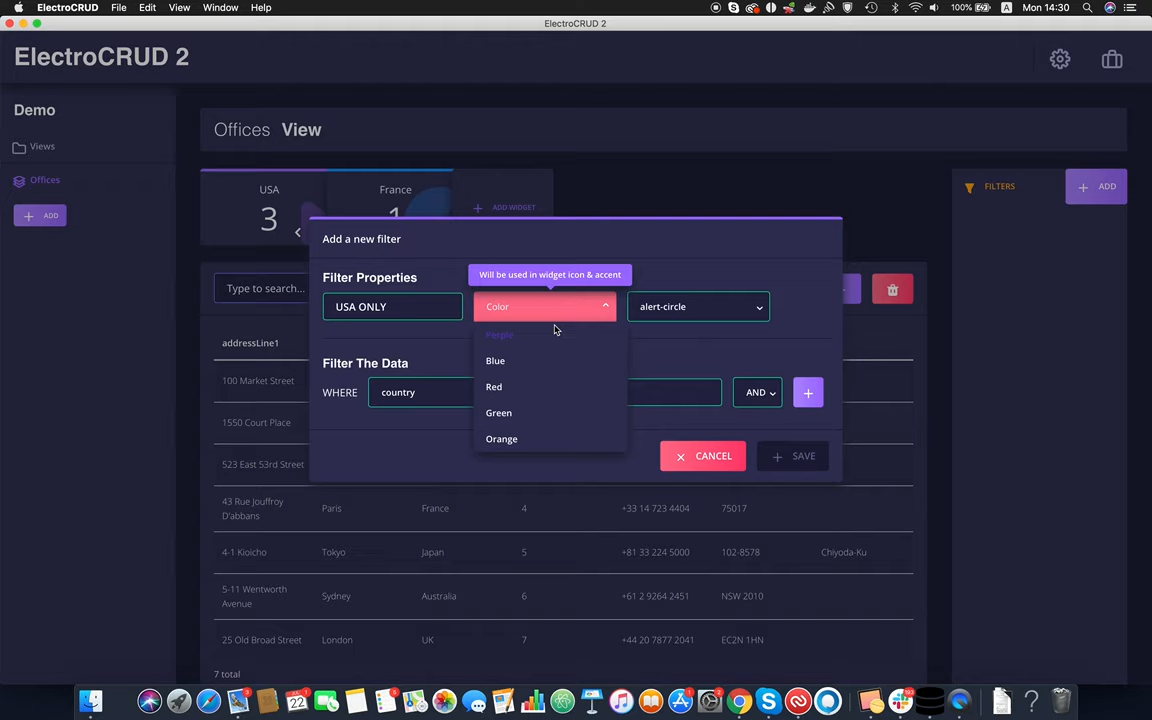 ElectroCRUD File Edit View Window Help
100% A Mon 14:30
ElectroCRUD 2
ElectroCRUD 2
Demo
Views
Offices
+ ADD
Offices View
USA
3
France
1
+ ADD WIDGET
FILTERS
+ ADD
Type to search...
Add a new filter
Filter Properties
Will be used in widget icon & accent
USA ONLY
Color
alert-circle
Purple
Blue
Red
Green
Orange
Filter The Data
WHERE
country
AND
+
× CANCEL
+ SAVE
addressLine1
100 Market Street
1550 Court Place
523 East 53rd Street
43 Rue Jouffroy
D'abbans
Paris France 4 +33 14 723 4404 75017
4-1 Kioicho Tokyo Japan 5 +81 33 224 5000 102-8578 Chiyoda-Ku
5-11 Wentworth
Avenue
Sydney Australia 6 +61 2 9264 2451 NSW 2010
25 Old Broad Street London UK 7 +44 20 7877 2041 EC2N 1HN
7 total